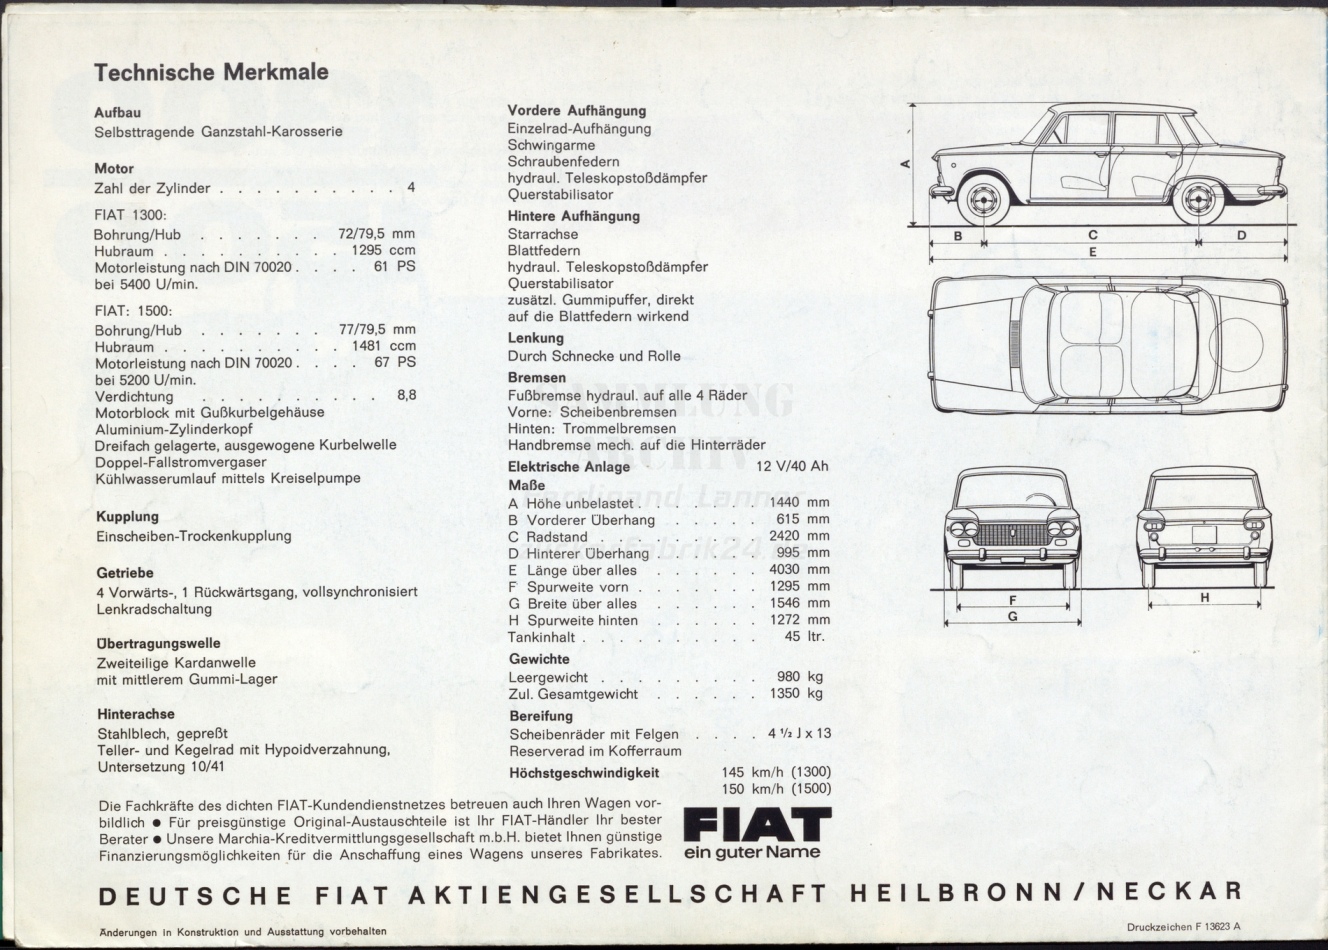 Technische Merkmale
Aufbau
Selbsttragende Ganzstahl-Karosserie
Motor
Zahl der Zylinder . . . . . . . . . . 4
FIAT 1300:
Bohrung/Hub . . . . . . . 72/79,5 mm
Hubraum . . . . . . . . . . 1295 ccm
Motorleistung nach DIN 70020 . . . . 61 PS
bei 5400 U/min.
FIAT: 1500:
Bohrung/Hub . . . . . . . 77/79,5 mm
Hubraum . . . . . . . . . . 1481 ccm
Motorleistung nach DIN 70020 . . . . 67 PS
bei 5200 U/min.
Verdichtung . . . . . . . . . . 8,8
Motorblock mit Gußkurbelgehäuse
Aluminium-Zylinderkopf
Dreifach gelagerte, ausgewogene Kurbelwelle
Doppel-Fallstromvergaser
Kühlwasserumlauf mittels Kreiselpumpe
Kupplung
Einscheiben-Trockenkupplung
Getriebe
4 Vorwärts-, 1 Rückwärtsgang, vollsynchronisiert
Lenkradschaltung
Übertragungswelle
Zweiteilige Kardanwelle
mit mittlerem Gummi-Lager
Hinterachse
Stahlblech, gepreßt
Teller- und Kegelrad mit Hypoidverzahnung,
Untersetzung 10/41
Vordere Aufhängung
Einzelrad-Aufhängung
Schwingarme
Schraubenfedern
hydraul. Teleskopstoßdämpfer
Querstabilisator
Hintere Aufhängung
Starrachse
Blattfedern
hydraul. Teleskopstoßdämpfer
Querstabilisator
zusätzl. Gummipuffer, direkt
auf die Blattfedern wirkend
Lenkung
Durch Schnecke und Rolle
Bremsen
Fußbremse hydraul. auf alle 4 Räder
Vorne: Scheibenbremsen
Hinten: Trommelbremsen
Handbremse mech. auf die Hinterräder
Elektrische Anlage 12 V/40 Ah
Maße
A Höhe unbelastet . . . . . . . 1440 mm
B Vorderer Überhang . . . . . 615 mm
C Radstand . . . . . . . . . 2420 mm
D Hinterer Überhang . . . . . 995 mm
E Länge über alles . . . . . . 4030 mm
F Spurweite vorn . . . . . . . 1295 mm
G Breite über alles . . . . . . 1546 mm
H Spurweite hinten . . . . . . 1272 mm
Tankinhalt . . . . . . . . . . 45 ltr.
Gewichte
Leergewicht . . . . . . . . . 980 kg
Zul. Gesamtgewicht . . . . . . 1350 kg
Bereifung
Scheibenräder mit Felgen . . . . 4 1/2 J x 13
Reserverad im Kofferraum
Höchstgeschwindigkeit 145 km/h (1300)
150 km/h (1500)
A
B C D
E
F
G
H
SAMMLUNG
ARCHIV
Ferdinand Lanner
fabrik24.
Die Fachkräfte des dichten FIAT-Kundendienstnetzes betreuen auch Ihren Wagen vor-
bildlich ● Für preisgünstige Original-Austauschteile ist Ihr FIAT-Händler Ihr bester
Berater ● Unsere Marchia-Kreditvermittlungsgesellschaft m.b.H. bietet Ihnen günstige
Finanzierungsmöglichkeiten für die Anschaffung eines Wagens unseres Fabrikates.
FIAT
ein guter Name
DEUTSCHE FIAT AKTIENGESELLSCHAFT HEILBRONN/NECKAR
Änderungen in Konstruktion und Ausstattung vorbehalten
Druckzeichen F 13623 A